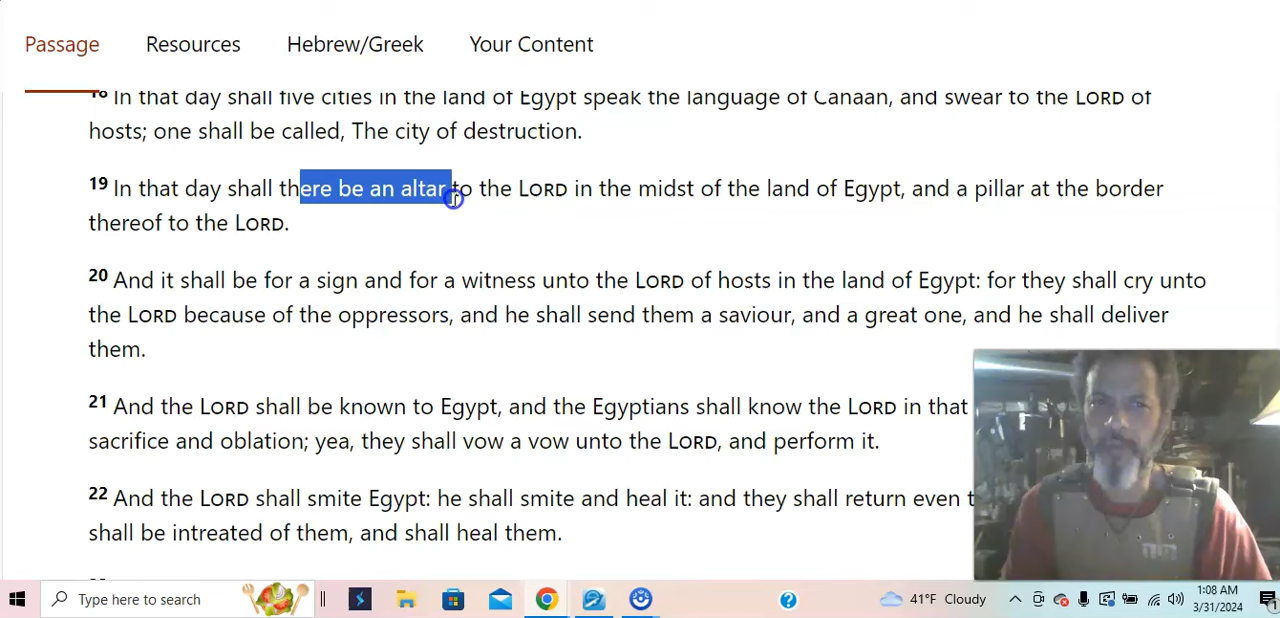 Passage Resources Hebrew/Greek Your Content
18 In that day shall five cities in the land of Egypt speak the language of Canaan, and swear to the LORD of
hosts; one shall be called, The city of destruction.
19 In that day shall there be an altar to the LORD in the midst of the land of Egypt, and a pillar at the border
thereof to the LORD.
20 And it shall be for a sign and for a witness unto the LORD of hosts in the land of Egypt: for they shall cry unto
the LORD because of the oppressors, and he shall send them a saviour, and a great one, and he shall deliver
them.
21 And the LORD shall be known to Egypt, and the Egyptians shall know the LORD in that
sacrifice and oblation; yea, they shall vow a vow unto the LORD, and perform it.
22 And the LORD shall smite Egypt: he shall smite and heal it: and they shall return even t
shall be intreated of them, and shall heal them.
Type here to search
41°F Cloudy
1:08 AM
3/31/2024
1